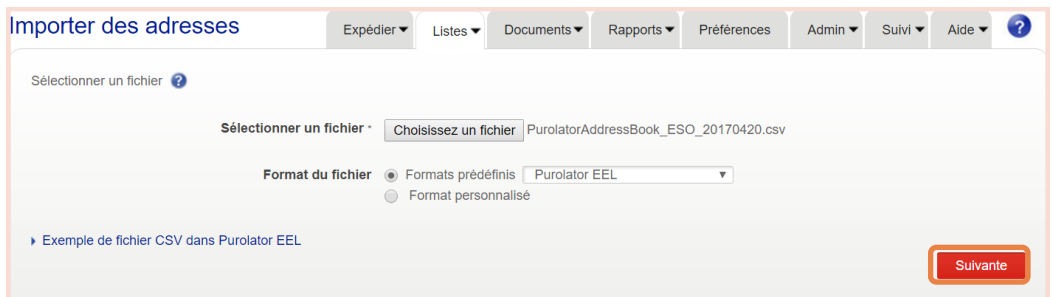 Importer des adresses
Expédier Listes Documents Rapports Préférences Admin Suivi Aide ?
Sélectionner un fichier ?
Sélectionner un fichier * Choisissez un fichier PurolatorAddressBook_ESO_20170420.csv
Format du fichier Formats prédéfinis Purolator EEL
Format personnalisé
Exemple de fichier CSV dans Purolator EEL
Suivante